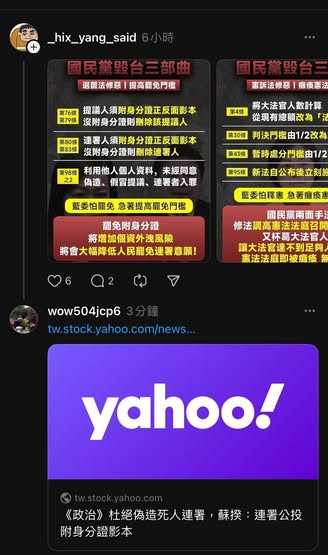 _hix_yang_said 6小時
國民黨毀台三部曲
選罷法修惡｜提高罷免門檻
第76條
第79條
提議人須附身分證正反面影本
沒附身分證則刪除該提議人
第80條
第83條
連署人須附身分證正反面影本
沒附身分證則刪除連署人
第98條
之2
利用他人個人資料，未經同意
偽造、假冒提議、連署者入罪
藍委怕罷免 急著提高罷免門檻
罷免附身分證
將增加個資外洩風險
將會大幅降低人民罷免連署意願！
國民黨毀台
憲訴法修惡｜癱瘓憲
第4條
將大法官人數計算
從現有總額改為「法
第30條 判決門檻由1/2改為
第43條 暫時處分門檻由1/2
第95條 新法自公布後立刻施
藍委怕釋憲 急著癱瘓
國民黨兩面手法
修法調高憲法法庭召開
又杯葛大法官人
讓大法官達不到足夠人
憲法法庭即被癱瘓 無
6 2
wow504jcp6 3分鐘
tw.stock.yahoo.com/news...
yahoo!
tw.stock.yahoo.com
《政治》杜絕偽造死人連署，蘇揆：連署公投
附身分證影本